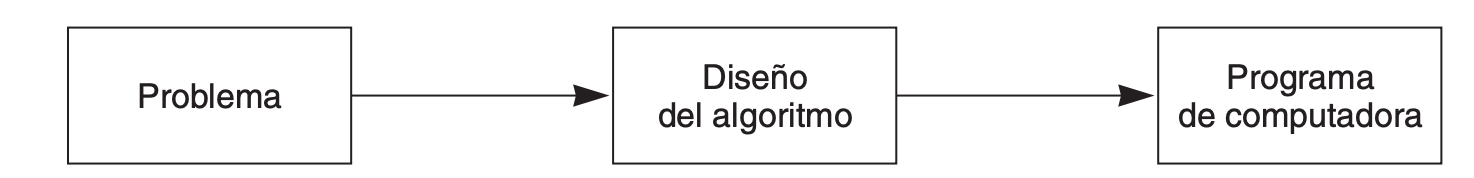 Problema
Diseño
del algoritmo
Programa
de computadora